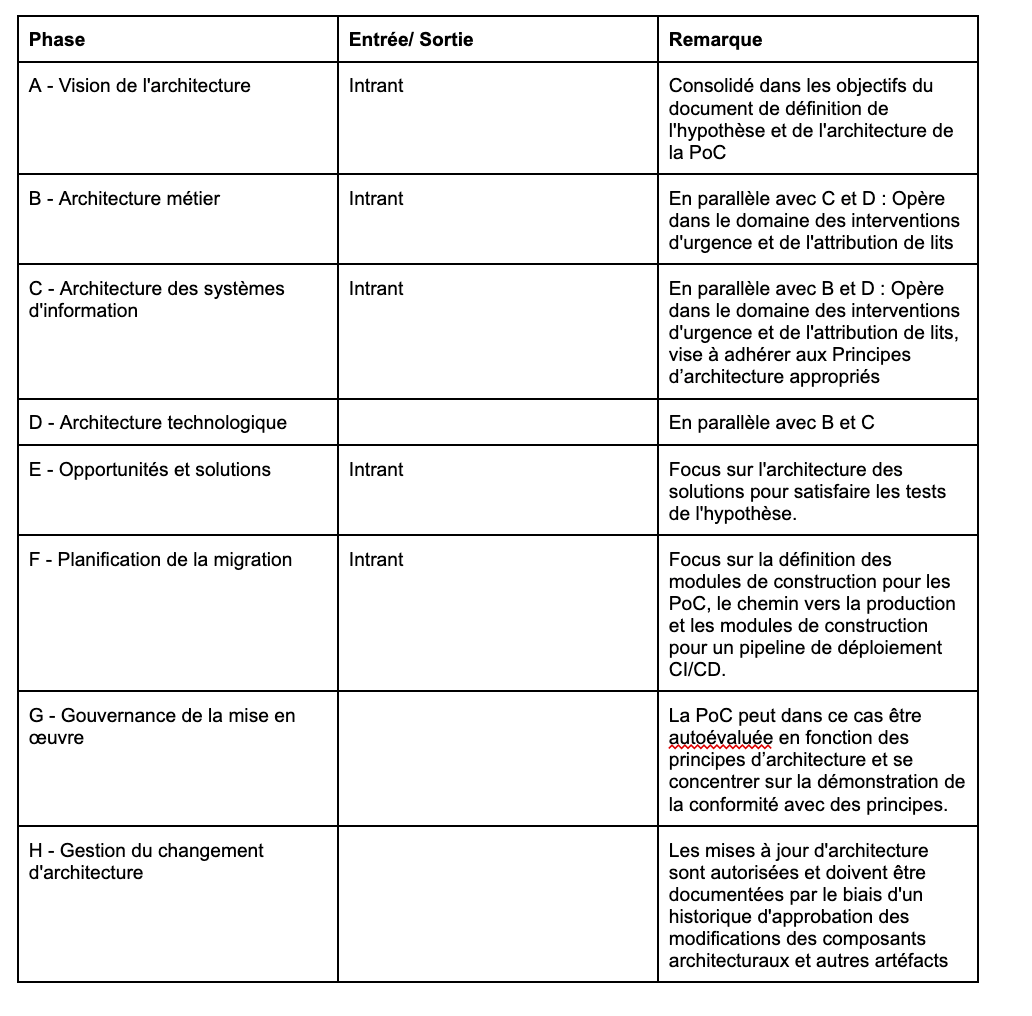 Phase
Entrée/ Sortie
Remarque
A - Vision de l'architecture
Intrant
Consolidé dans les objectifs du
document de définition de
l'hypothèse et de l'architecture de
la PoC
B - Architecture métier
Intrant
En parallèle avec C et D : Opère
dans le domaine des interventions
d'urgence et de l'attribution de lits
C - Architecture des systèmes
d'information
Intrant
En parallèle avec B et D : Opère
dans le domaine des interventions
d'urgence et de l'attribution de lits,
vise à adhérer aux Principes
d’architecture appropriés
D - Architecture technologique
En parallèle avec B et C
E - Opportunités et solutions
Intrant
Focus sur l'architecture des
solutions pour satisfaire les tests
de l'hypothèse.
F - Planification de la migration
Intrant
Focus sur la définition des
modules de construction pour les
PoC, le chemin vers la production
et les modules de construction
pour un pipeline de déploiement
CI/CD.
G - Gouvernance de la mise en
œuvre
La PoC peut dans ce cas être
autoévaluée en fonction des
principes d’architecture et se
concentrer sur la démonstration de
la conformité avec des principes.
H - Gestion du changement
d'architecture
Les mises à jour d'architecture
sont autorisées et doivent être
documentées par le biais d'un
historique d'approbation des
modifications des composants
architecturaux et autres artéfacts